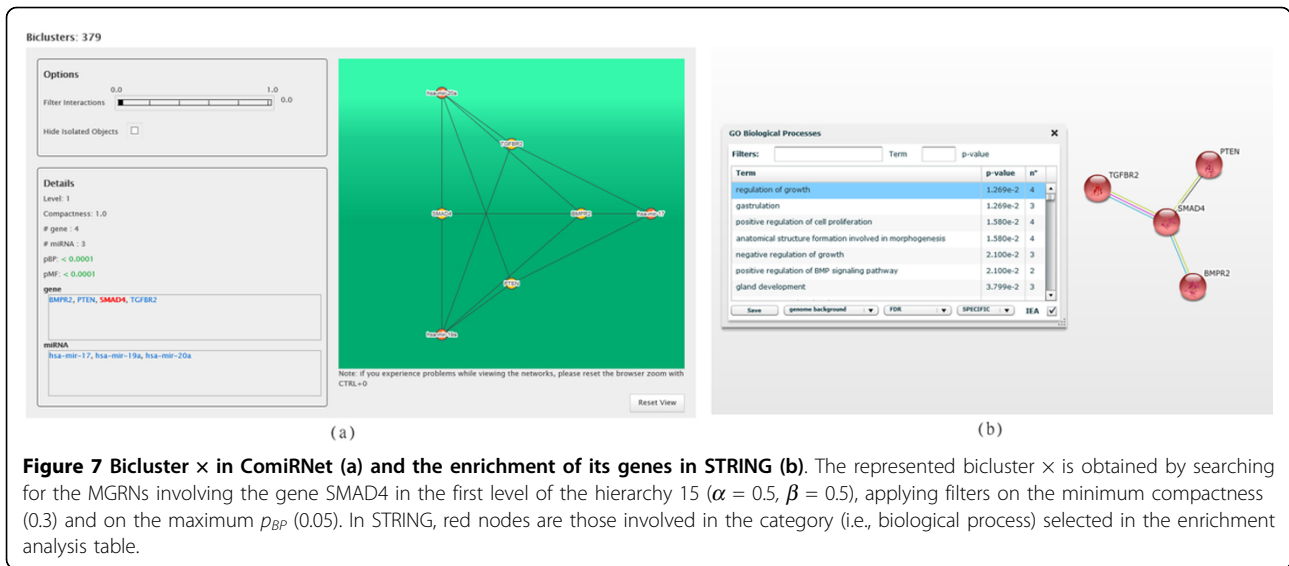 Biclusters: 379
Options
0.0 1.0
Filter Interactions 0.0
Hide Isolated Objects
Details
Level: 1
Compactness: 1.0
# gene : 4
# miRNA : 3
pBP: < 0.0001
pMF: < 0.0001
gene
BMPR2, PTEN, SMAD4, TGFBR2
miRNA
hsa-mir-17, hsa-mir-19a, hsa-mir-20a
hsa-mir-20a
TGFBR2
SMAD4
BMPR2
hsa-mir-17
PTEN
hsa-mir-19a
Note: if you experience problems while viewing the networks, please reset the browser zoom with
CTRL+0
Reset View
(a)
GO Biological Processes ×
Filters: Term p-value
Term p-value n°
regulation of growth 1.269e-2 4
gastrulation 1.269e-2 3
positive regulation of cell proliferation 1.580e-2 4
anatomical structure formation involved in morphogenesis 1.580e-2 4
negative regulation of growth 2.100e-2 3
positive regulation of BMP signaling pathway 2.100e-2 2
gland development 3.799e-2 3
Save genome background FDR SPECIFIC IEA
PTEN
TGFBR2
SMAD4
BMPR2
(b)
Figure 7 Bicluster × in ComiRNet (a) and the enrichment of its genes in STRING (b). The represented bicluster × is obtained by searching
for the MGRNs involving the gene SMAD4 in the first level of the hierarchy 15 (α = 0.5, β = 0.5), applying filters on the minimum compactness
(0.3) and on the maximum pBP (0.05). In STRING, red nodes are those involved in the category (i.e., biological process) selected in the enrichment
analysis table.